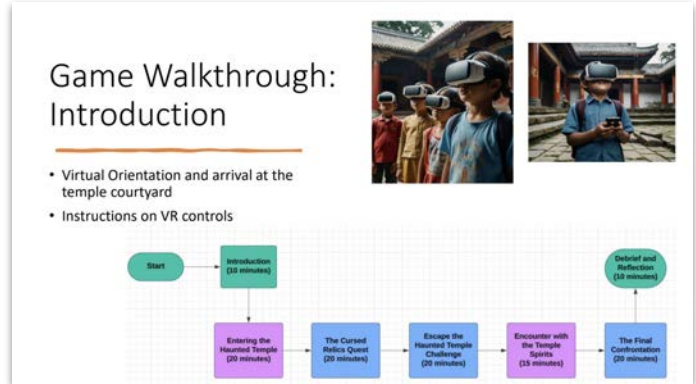 Game Walkthrough:
Introduction
• Virtual Orientation and arrival at the
temple courtyard
• Instructions on VR controls
Start
Introduction
(10 minutes)
Debrief and
Reflection
(10 minutes)
Entering the
Haunted Temple
(20 minutes)
The Cursed
Relics Quest
(20 minutes)
Escape the
Haunted Temple
Challenge
(20 minutes)
Encounter with
the Temple
Spirits
(15 minutes)
The Final
Confrontation
(20 minutes)